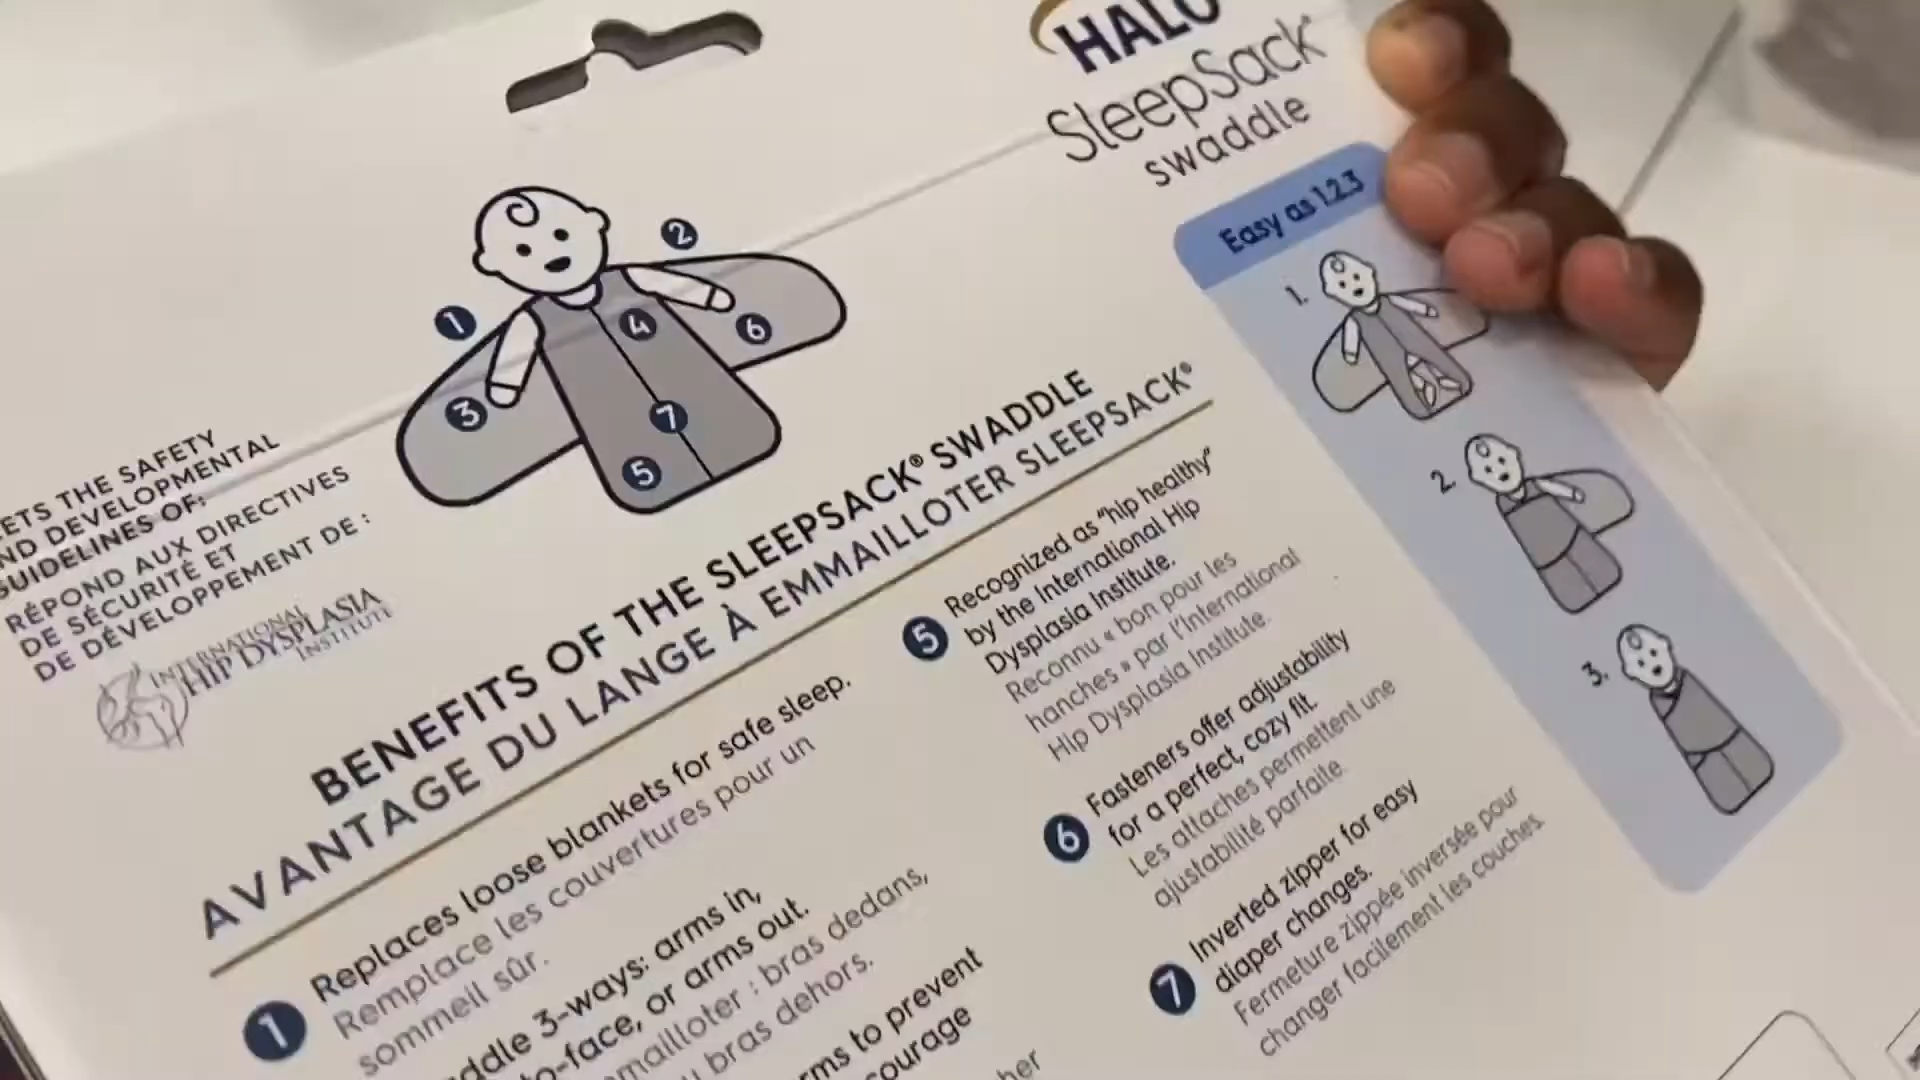 HALO
SleepSack®
swaddle
Easy as 1.2.3
1.
2.
3.
1
2
3
4
5
6
7
ETS THE SAFETY
ND DEVELOPMENTAL
GUIDELINES OF:
RÉPOND AUX DIRECTIVES
DE SÉCURITÉ ET
DE DÉVELOPPEMENT DE :
INTERNATIONAL
HIP DYSPLASIA
INSTITUTE
BENEFITS OF THE SLEEPSACK® SWADDLE
AVANTAGE DU LANGE À EMMAILLOTER SLEEPSACK®
1 Replaces loose blankets for safe sleep.
Remplace les couvertures pour un
sommeil sûr.
addle 3-ways: arms in,
to-face, or arms out.
mailloter : bras dedans,
bras dehors.
rms to prevent
courage
her
5 Recognized as "hip healthy"
by the International Hip
Dysplasia Institute.
Reconnu « bon pour les
hanches » par l'International
Hip Dysplasia Institute.
6 Fasteners offer adjustability
for a perfect, cozy fit.
Les attaches permettent une
ajustabilité parfaite.
7 Inverted zipper for easy
diaper changes.
Fermeture zippée inversée pour
changer facilement les couches.